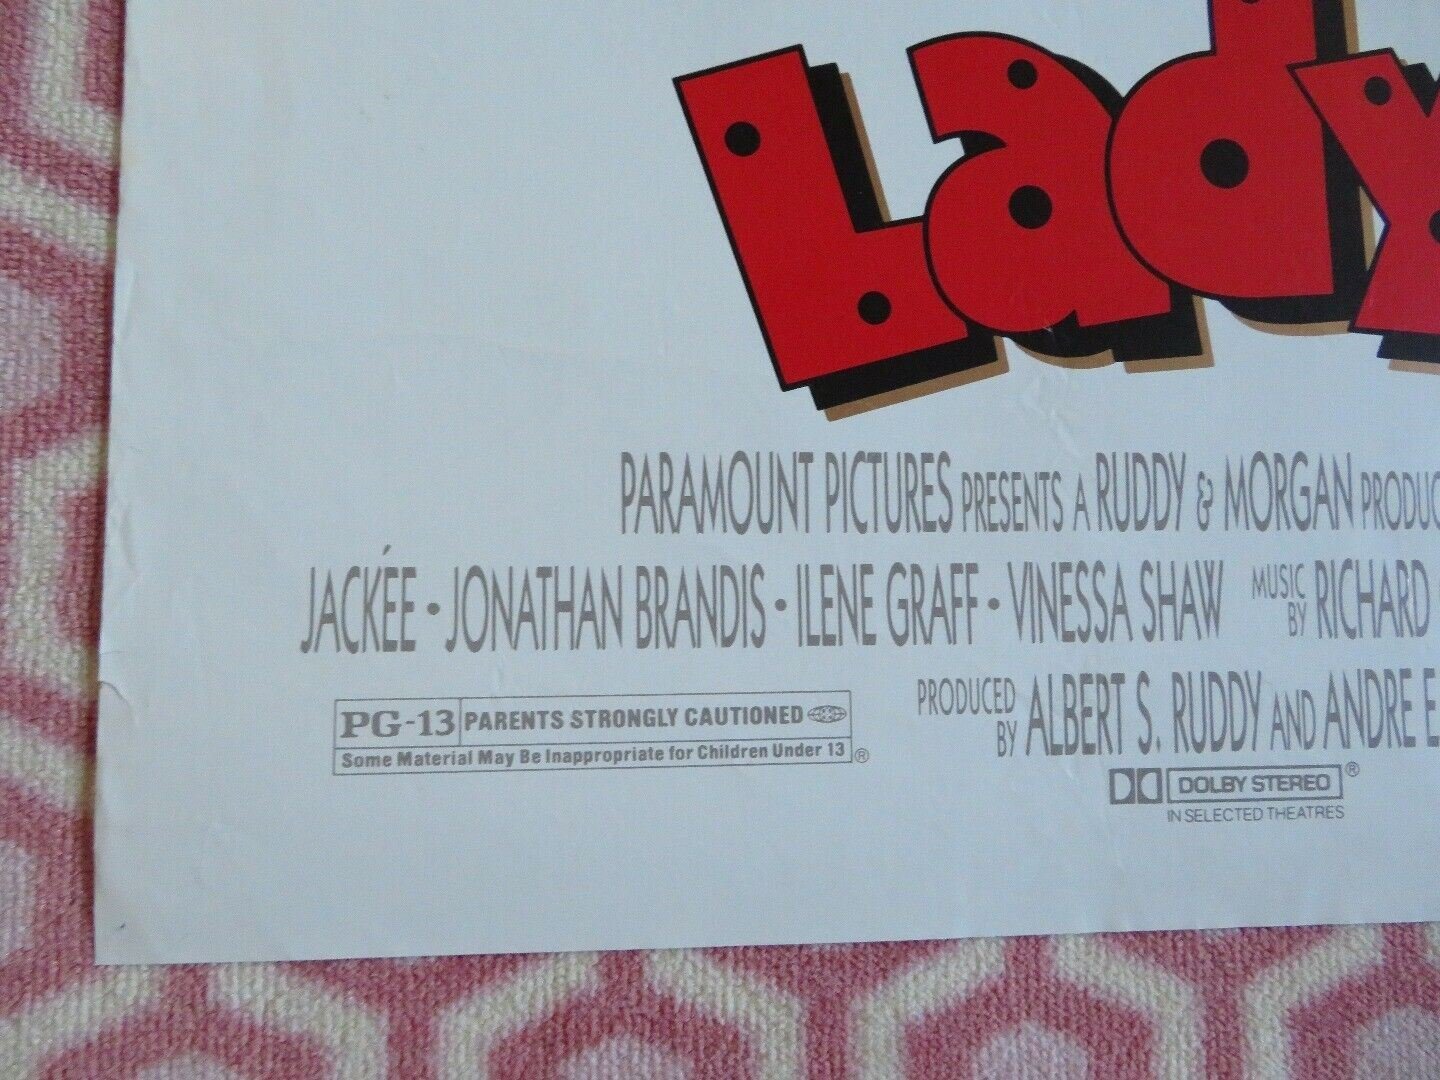 Lady
PARAMOUNT PICTURES PRESENTS A RUDDY & MORGAN PRODUC
JACKÉE • JONATHAN BRANDIS • ILENE GRAFF • VINESSA SHAW MUSIC BY RICHARD
PRODUCED BY ALBERT S. RUDDY AND ANDRE E.
PG-13 PARENTS STRONGLY CAUTIONED
Some Material May Be Inappropriate for Children Under 13 ®
DOLBY STEREO ®
IN SELECTED THEATRES